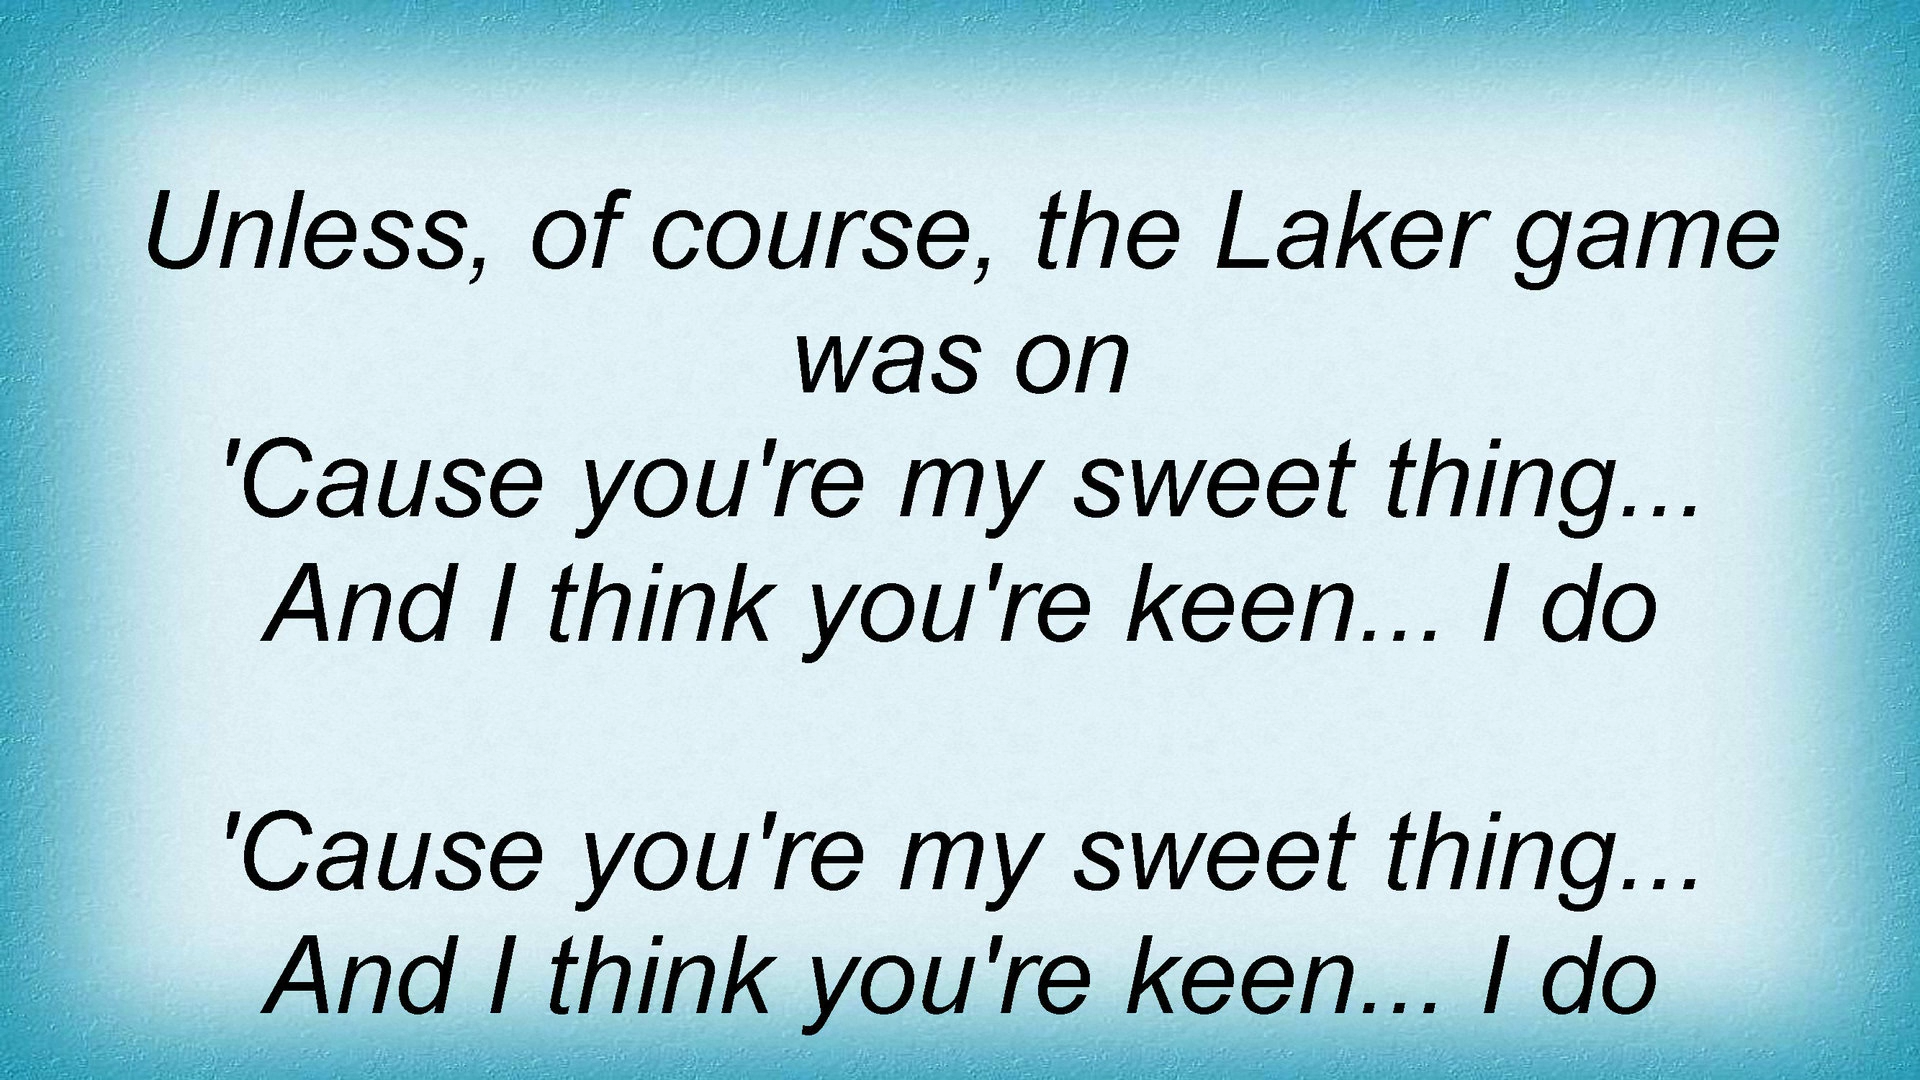 Unless, of course, the Laker game
was on
'Cause you're my sweet thing...
And I think you're keen... I do
'Cause you're my sweet thing...
And I think you're keen... I do